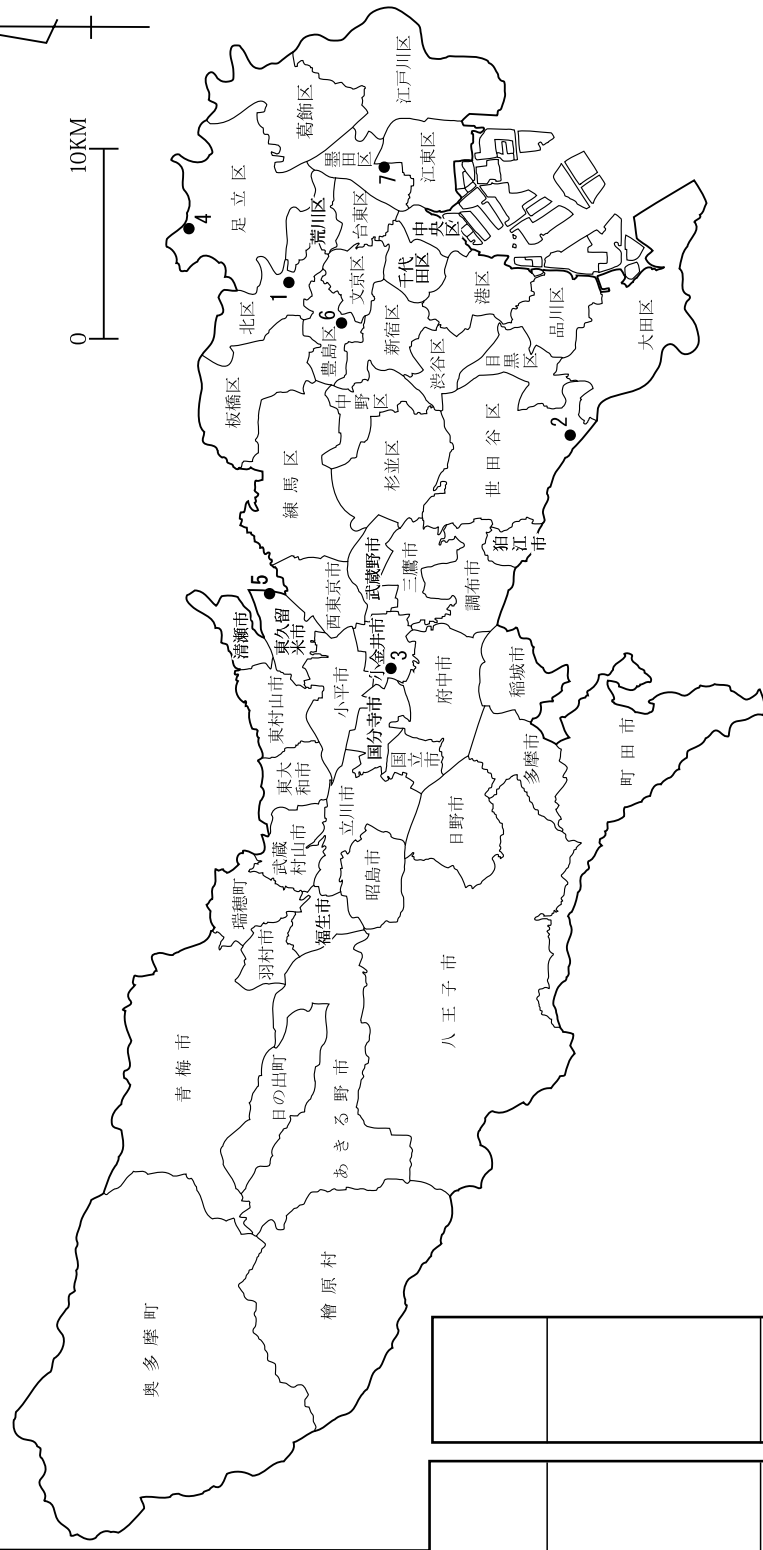 0
10KM
奥多摩町
檜原村
青梅市
日の出町
あきる野市
八王子市
瑞穂町
羽村市
福生市
武蔵
村山市
昭島市
立川市
東大
和市
日野市
東村山市
小平市
国分寺市
国立
市
府中市
多摩市
稲城市
町田市
清瀬市
東久留
米市
5
西東京市
小金井市
3
武蔵野市
三鷹市
調布市
狛江
市
練馬区
杉並区
世田谷区
2
板橋区
中野
区
豊島区
6
新宿区
渋谷区
目黒
区
北区
1
文京区
千代
田区
港区
品川区
大田区
足立区
4
荒川区
台東区
中央
区
葛飾区
墨田
区
7
江東区
江戸川区